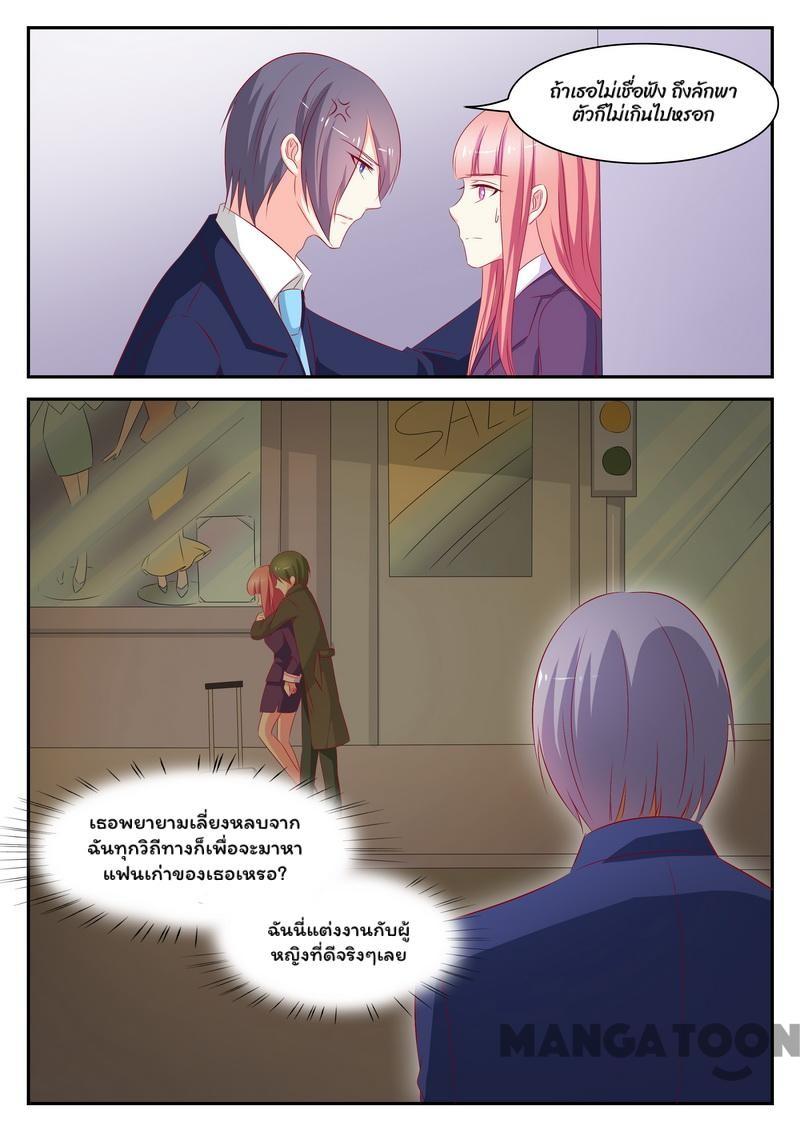 ถ้าเธอไม่เชื่อฟัง ถึงลักพา
ตัวก็ไม่เกินไปหรอก
SALE
เธอพยายามเลี่ยงหลบจาก
ฉันทุกวิถีทางก็เพื่อจะมาหา
แฟนเก่าของเธอเหรอ?
ฉันนี่แต่งงานกับผู้
หญิงที่ดีจริงๆเลย
MANGATOON